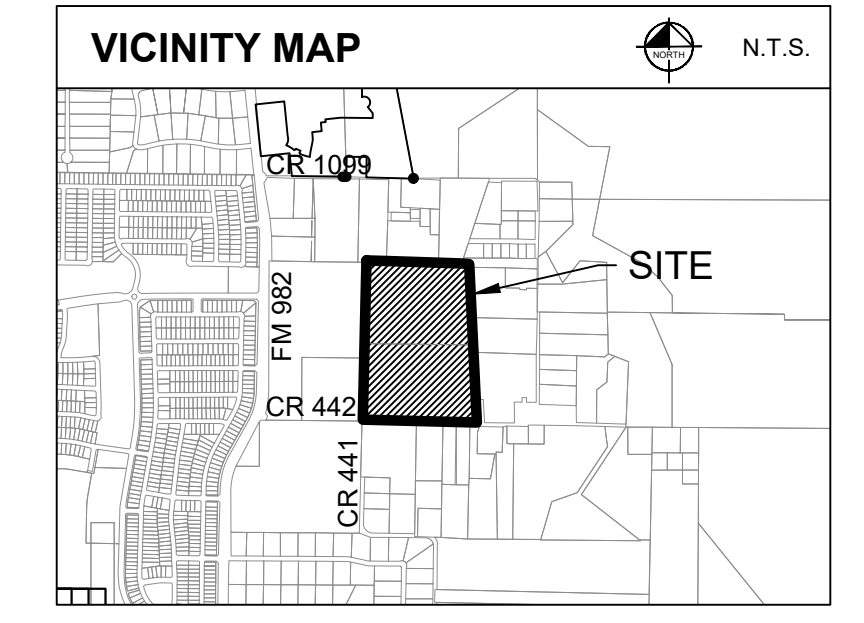 VICINITY MAP
NORTH
N.T.S.
CR 1099
SITE
FM 982
CR 442
CR 441